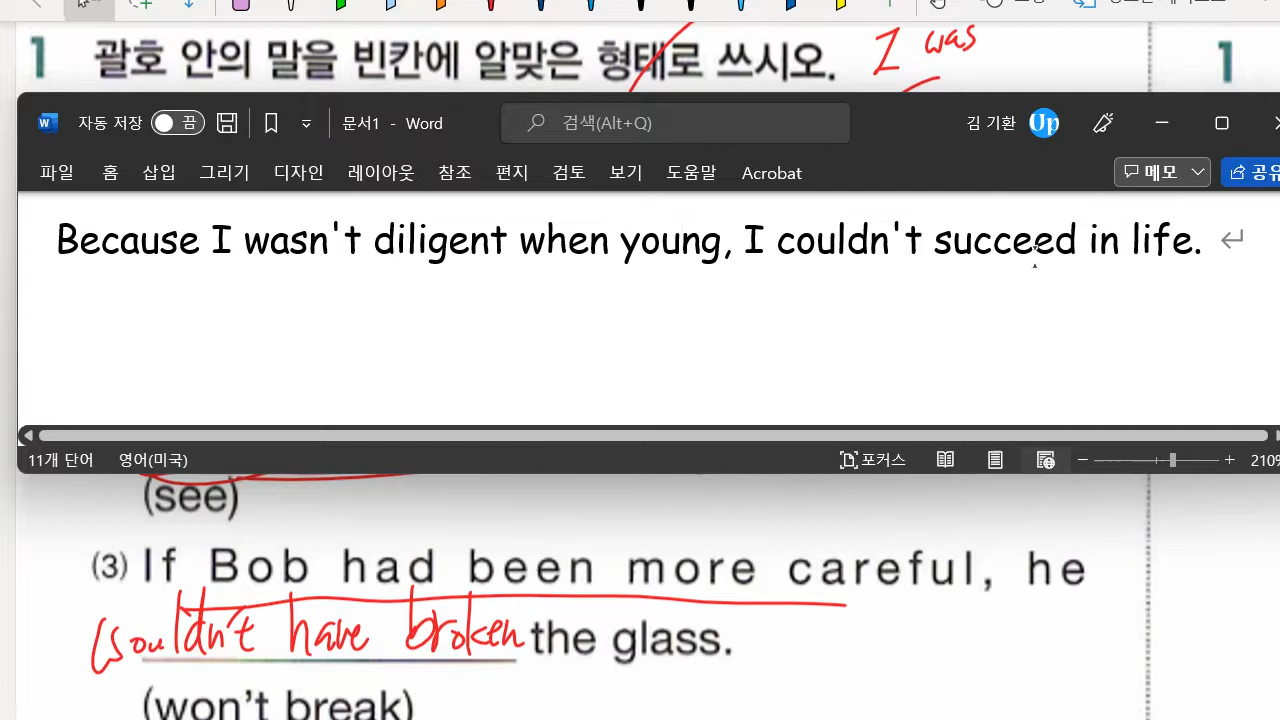 1 괄호 안의 말을 빈칸에 알맞은 형태로 쓰시오. I was 1
자동 저장 끔 문서1 - Word 검색(Alt+Q) 김 기환 Up
파일 홈 삽입 그리기 디자인 레이아웃 참조 편지 검토 보기 도움말 Acrobat 메모 공유
Because I wasn't diligent when young, I couldn't succeed in life.
11개 단어 영어(미국) 포커스 210%
(see)
(3) If Bob had been more careful, he
have broken the glass.
(won't break)